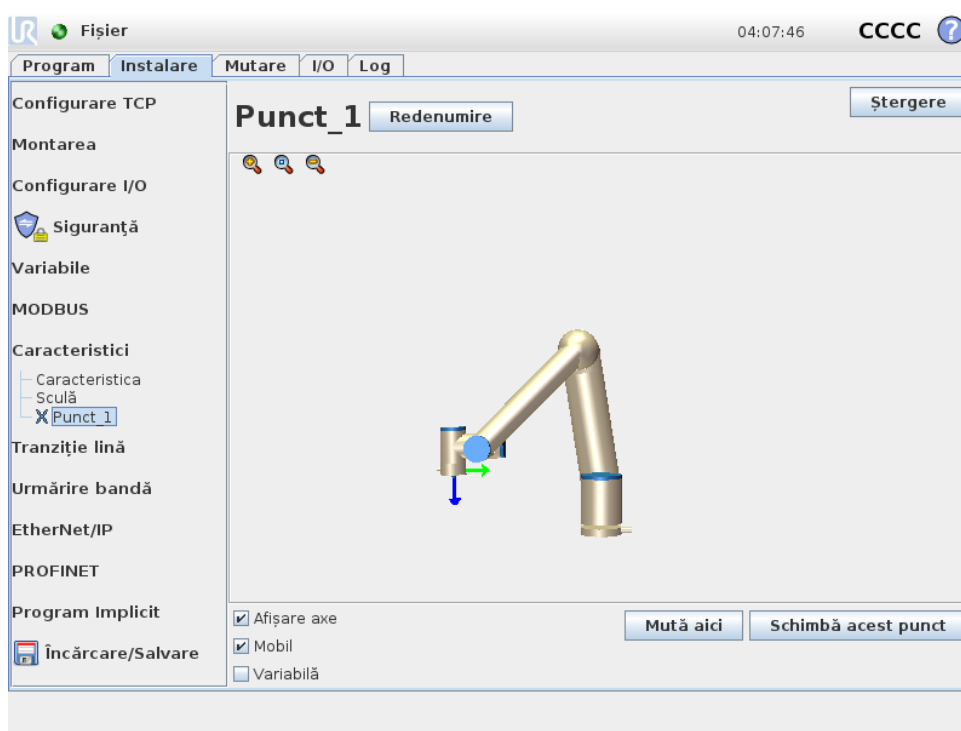 UR Fișier 04:07:46 CCCC ?
Program Instalare Mutare I/O Log
Configurare TCP
Montarea
Configurare I/O
Siguranță
Variabile
MODBUS
Caracteristici
Caracteristica
Sculă
Punct_1
Tranziție lină
Urmărire bandă
EtherNet/IP
PROFINET
Program Implicit
Încărcare/Salvare
Punct_1 Redenumire Ștergere
Afișare axe
Mobil
Variabilă
Mută aici Schimbă acest punct